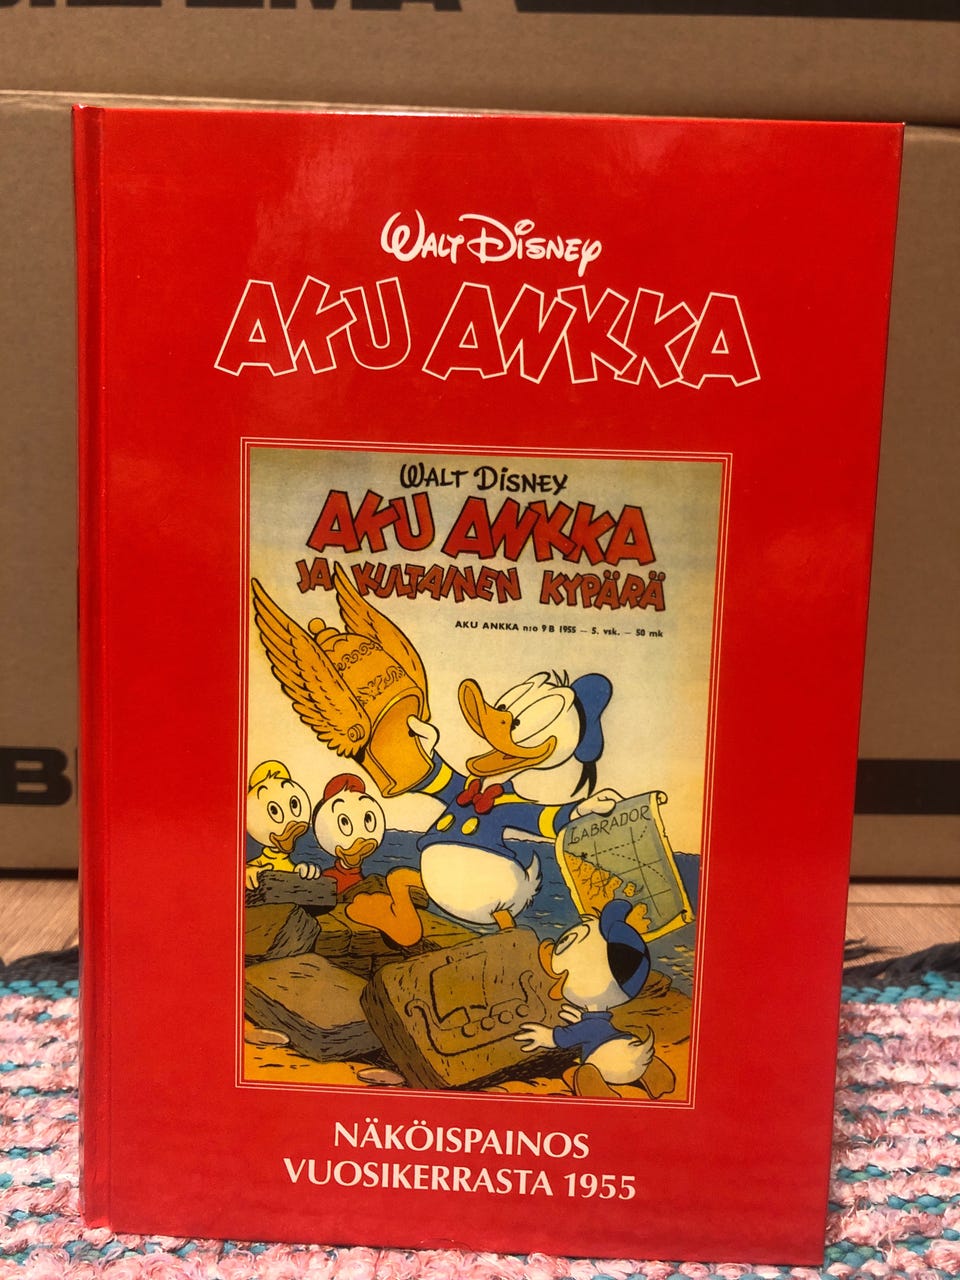 WALT DISNEY
AKU ANKKA
WALT DISNEY
AKU ANKKA
JA KULTAINEN KYPÄRÄ
AKU ANKKA n:o 9 B 1955 — 5. vsk. — 50 mk
LABRADOR
NÄKÖISPAINOS
VUOSIKERRASTA 1955